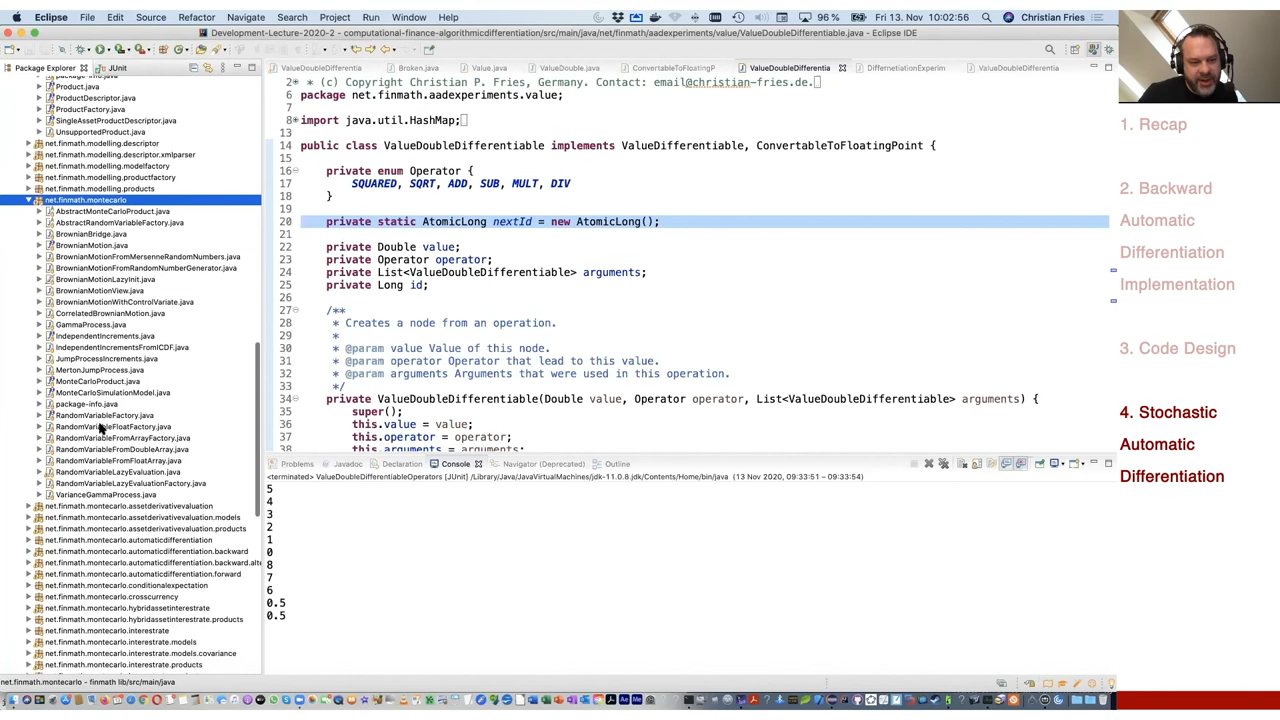 Eclipse File Edit Source Refactor Navigate Search Project Run Window Help 96 % Fri 13. Nov 10:02:56 Christian Fries
Development-Lecture-2020-2 - computational-finance-algorithmicdifferentiation/src/main/java/net/finmath/aadexperiments/value/ValueDoubleDifferentiable.java - Eclipse IDE
Package Explorer JUnit
package-info.java
Product.java
ProductDescriptor.java
ProductFactory.java
SingleAssetProductDescriptor.java
UnsupportedProduct.java
net.finmath.modelling.descriptor
net.finmath.modelling.descriptor.xmlparser
net.finmath.modelling.modelfactory
net.finmath.modelling.productfactory
net.finmath.modelling.products
net.finmath.montecarlo
AbstractMonteCarloProduct.java
AbstractRandomVariableFactory.java
BrownianBridge.java
BrownianMotion.java
BrownianMotionFromMersenneRandomNumbers.java
BrownianMotionFromRandomNumberGenerator.java
BrownianMotionLazyInit.java
BrownianMotionView.java
BrownianMotionWithControlVariate.java
CorrelatedBrownianMotion.java
GammaProcess.java
IndependentIncrements.java
IndependentIncrementsFromICDF.java
JumpProcessIncrements.java
MertonJumpProcess.java
MonteCarloProduct.java
MonteCarloSimulationModel.java
package-info.java
RandomVariableFactory.java
RandomVariableFloatFactory.java
RandomVariableFromArrayFactory.java
RandomVariableFromDoubleArray.java
RandomVariableFromFloatArray.java
RandomVariableLazyEvaluation.java
RandomVariableLazyEvaluationFactory.java
VarianceGammaProcess.java
net.finmath.montecarlo.assetderivativevaluation
net.finmath.montecarlo.assetderivativevaluation.models
net.finmath.montecarlo.assetderivativevaluation.products
net.finmath.montecarlo.automaticdifferentiation
net.finmath.montecarlo.automaticdifferentiation.backward
net.finmath.montecarlo.automaticdifferentiation.backward.alte
net.finmath.montecarlo.automaticdifferentiation.forward
net.finmath.montecarlo.conditionalexpectation
net.finmath.montecarlo.crosscurrency
net.finmath.montecarlo.hybridassetinterestrate
net.finmath.montecarlo.hybridassetinterestrate.products
net.finmath.montecarlo.interestrate
net.finmath.montecarlo.interestrate.models
net.finmath.montecarlo.interestrate.models.covariance
net.finmath.montecarlo.interestrate.products
net.finmath.montecarlo - finmath lib/src/main/java
ValueDoubleDifferentia Broken.java Value.java ValueDouble.java ConvertableToFloatingP ValueDoubleDifferentia DiffernetiationExperim ValueDoubleDifferentia
2 * (c) Copyright Christian P. Fries, Germany. Contact: email@christian-fries.de.
6 package net.finmath.aadexperiments.value;
7
8 import java.util.HashMap;
13
14 public class ValueDoubleDifferentiable implements ValueDifferentiable, ConvertableToFloatingPoint {
15
16 private enum Operator {
17 SQUARED, SQRT, ADD, SUB, MULT, DIV
18 }
19
20 private static AtomicLong nextId = new AtomicLong();
21
22 private Double value;
23 private Operator operator;
24 private List<ValueDoubleDifferentiable> arguments;
25 private Long id;
26
27 /**
28 * Creates a node from an operation.
29 *
30 * @param value Value of this node.
31 * @param operator Operator that lead to this value.
32 * @param arguments Arguments that were used in this operation.
33 */
34 private ValueDoubleDifferentiable(Double value, Operator operator, List<ValueDoubleDifferentiable> arguments) {
35 super();
36 this.value = value;
37 this.operator = operator;
38 this.arguments = arguments;
Problems Javadoc Declaration Console Navigator (Deprecated) Outline
<terminated> ValueDoubleDifferentiableOperators [JUnit] /Library/Java/JavaVirtualMachines/jdk-11.0.8.jdk/Contents/Home/bin/java (13 Nov 2020, 09:33:51 – 09:33:54)
5
4
3
2
1
0
8
7
6
0.5
0.5
1. Recap
2. Backward
Automatic
Differentiation
Implementation
3. Code Design
4. Stochastic
Automatic
Differentiation